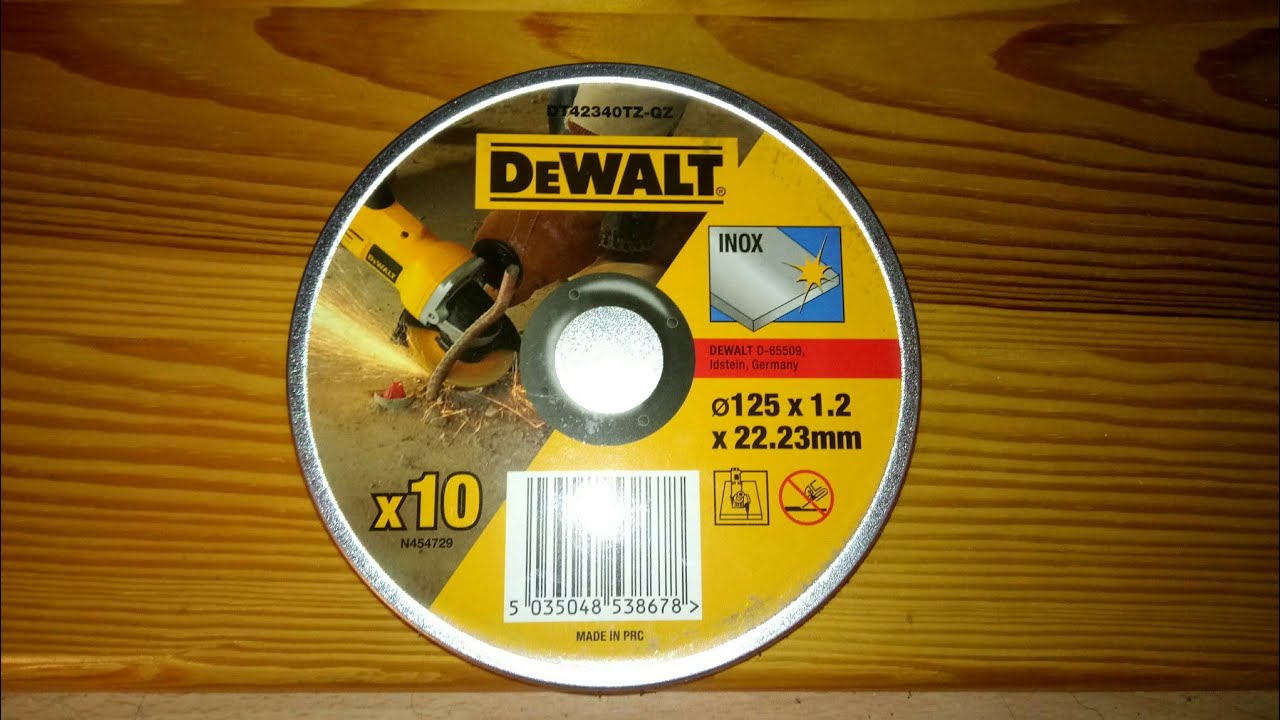 DT42340TZ-QZ
DEWALT®
DEWALT
INOX
DEWALT D-65509,
Idstein, Germany
ø125 x 1.2
x 22.23mm
x10
N454729
5 035048 538678 >
MADE IN PRC